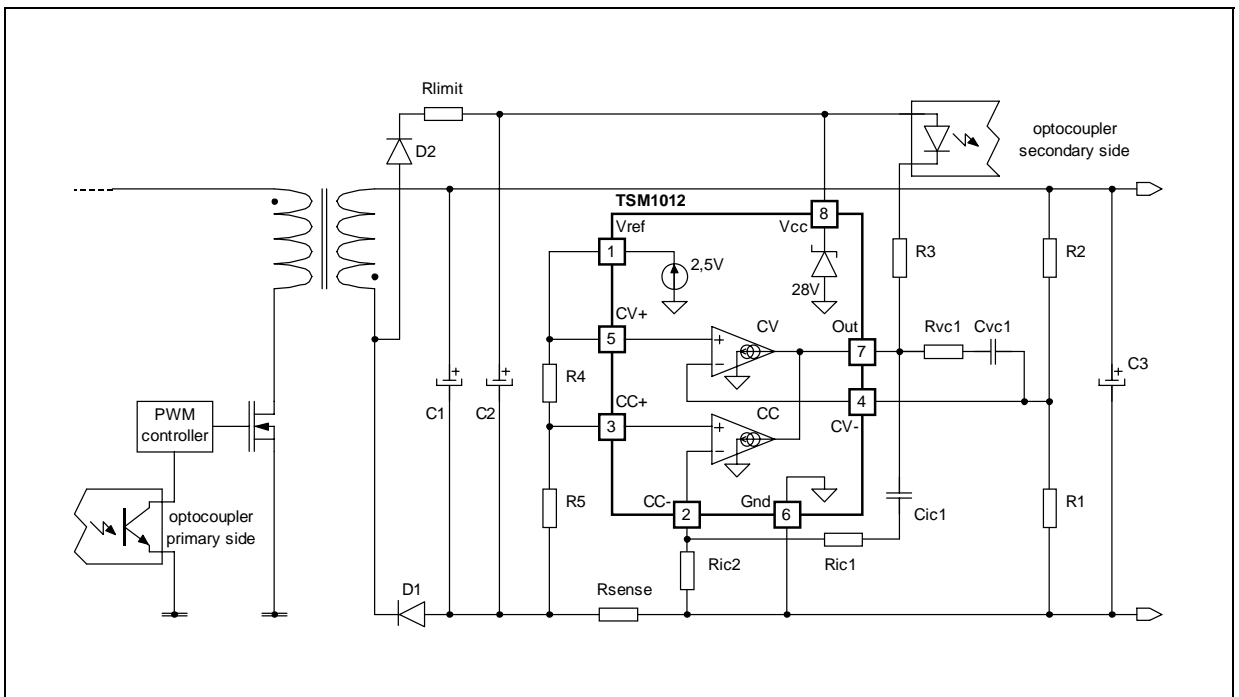 Rlimit
D2
optocoupler
secondary side
TSM1012
Vref
1
Vcc
8
2,5V
28V
R3
R2
CV+
5
CV
Out
7
Rvc1
Cvc1
+
−
R4
C1
+
C2
+
C3
+
PWM
controller
CC+
3
CC
4
CV-
+
−
CC-
2
Gnd
6
R5
R1
Cic1
optocoupler
primary side
Ric2
Ric1
D1
Rsense